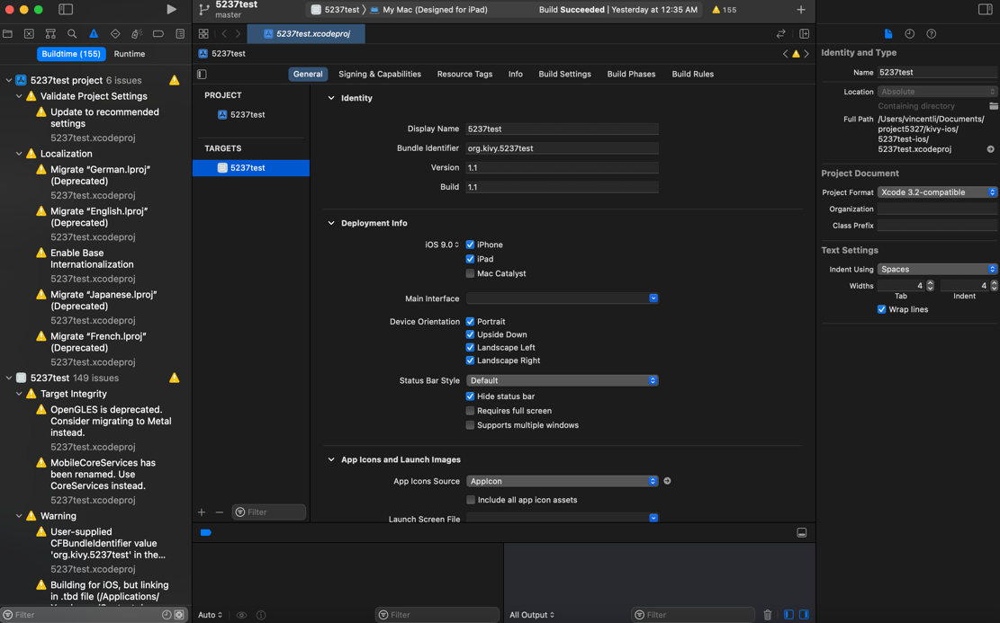 5237test
master
5237test
My Mac (Designed for iPad)
Build Succeeded | Yesterday at 12:35 AM
155
Buildtime (155)
Runtime
5237test.xcodeproj
5237test
5237test project 6 issues
Validate Project Settings
Update to recommended
settings
5237test.xcodeproj
Localization
Migrate “German.lproj”
(Deprecated)
5237test.xcodeproj
Migrate “English.lproj”
(Deprecated)
5237test.xcodeproj
Enable Base
Internationalization
5237test.xcodeproj
Migrate “Japanese.lproj”
(Deprecated)
5237test.xcodeproj
Migrate “French.lproj”
(Deprecated)
5237test.xcodeproj
5237test 149 issues
Target Integrity
OpenGLES is deprecated.
Consider migrating to Metal
instead.
5237test.xcodeproj
MobileCoreServices has
been renamed. Use
CoreServices instead.
5237test.xcodeproj
Warning
User-supplied
CFBundleIdentifier value
'org.kivy.5237test' in the...
5237test.xcodeproj
Building for iOS, but linking
in .tbd file (/Applications/
Filter
General
Signing & Capabilities
Resource Tags
Info
Build Settings
Build Phases
Build Rules
PROJECT
5237test
TARGETS
5237test
Filter
Identity
Display Name 5237test
Bundle Identifier org.kivy.5237test
Version 1.1
Build 1.1
Deployment Info
iOS 9.0
iPhone
iPad
Mac Catalyst
Main Interface
Device Orientation
Portrait
Upside Down
Landscape Left
Landscape Right
Status Bar Style Default
Hide status bar
Requires full screen
Supports multiple windows
App Icons and Launch Images
App Icons Source AppIcon
Include all app icon assets
Launch Screen File
Auto
Filter
All Output
Filter
Identity and Type
Name 5237test
Location Absolute
Containing directory
Full Path /Users/vincentli/Documents/
project5327/kivy-ios/
5237test-ios/
5237test.xcodeproj
Project Document
Project Format Xcode 3.2-compatible
Organization
Class Prefix
Text Settings
Indent Using Spaces
Widths 4 4
Tab Indent
Wrap lines